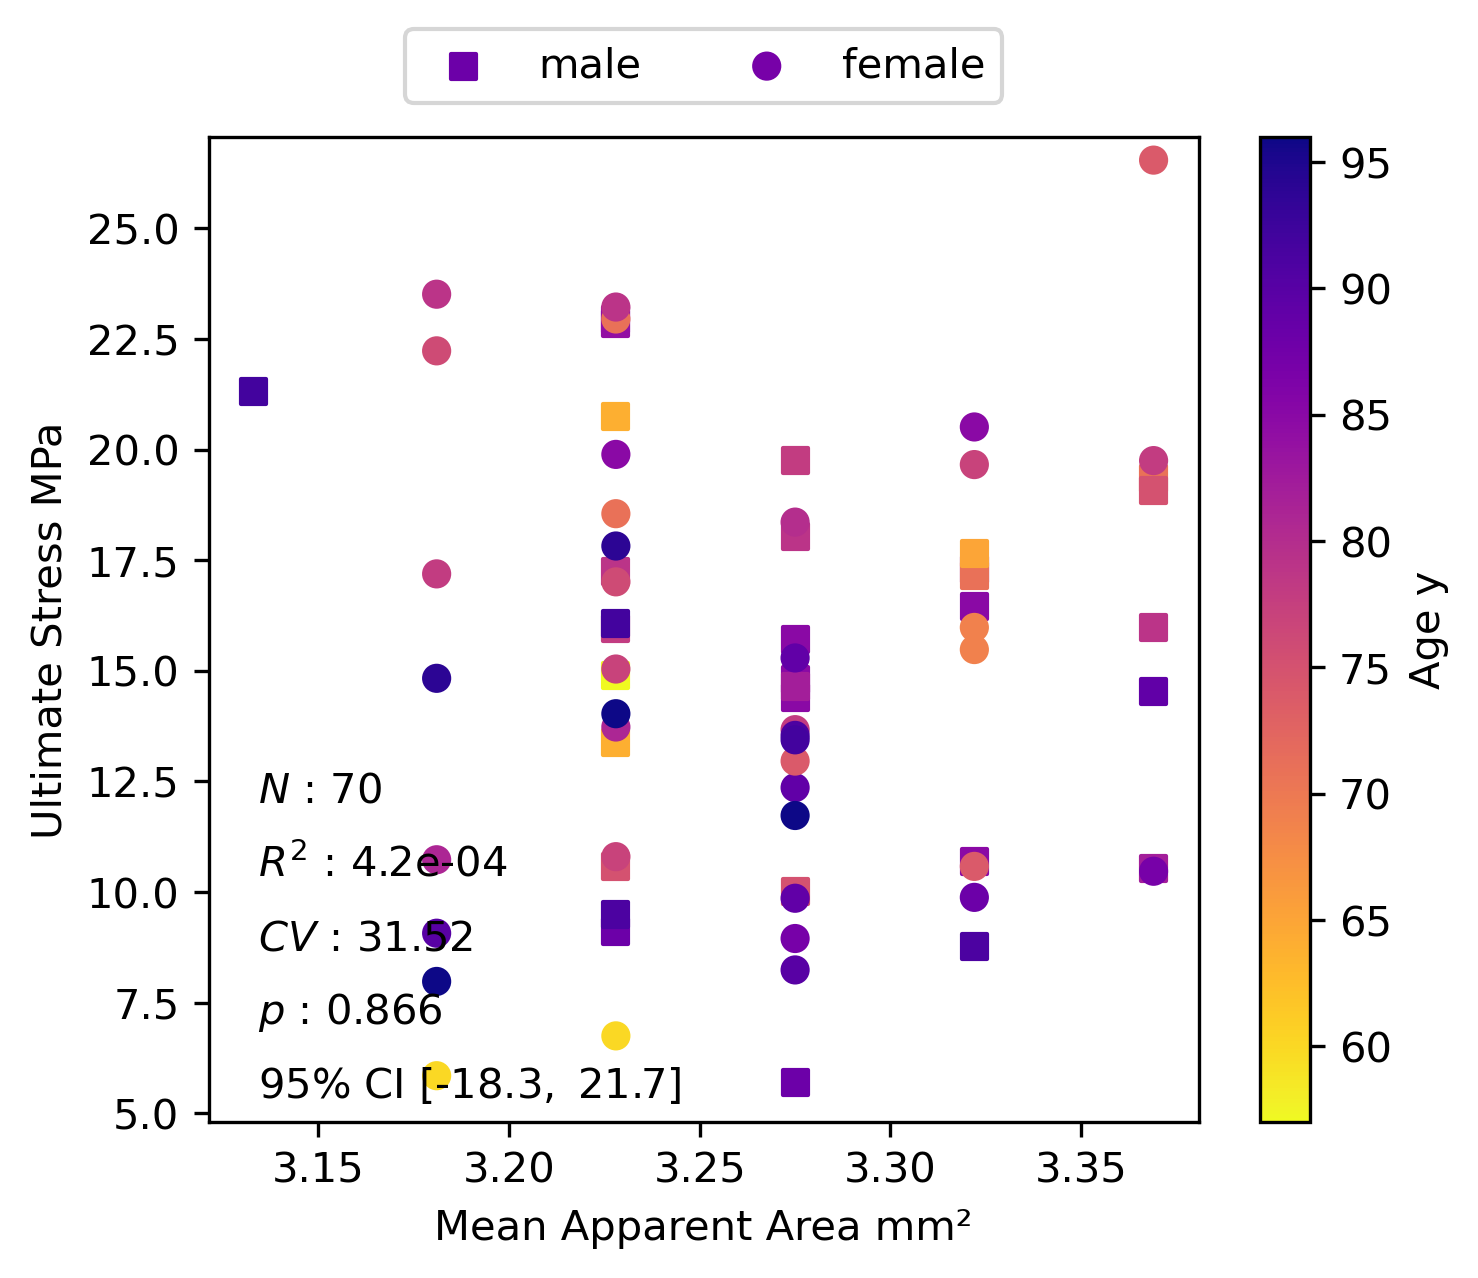 male female
25.0
22.5
20.0
17.5
15.0
12.5
10.0
7.5
5.0
Ultimate Stress MPa
N : 70
R² : 4.2e-04
CV : 31.52
p : 0.866
95% CI [-18.3, 21.7]
3.15 3.20 3.25 3.30 3.35
Mean Apparent Area mm²
95
90
85
80
75
70
65
60
Age y